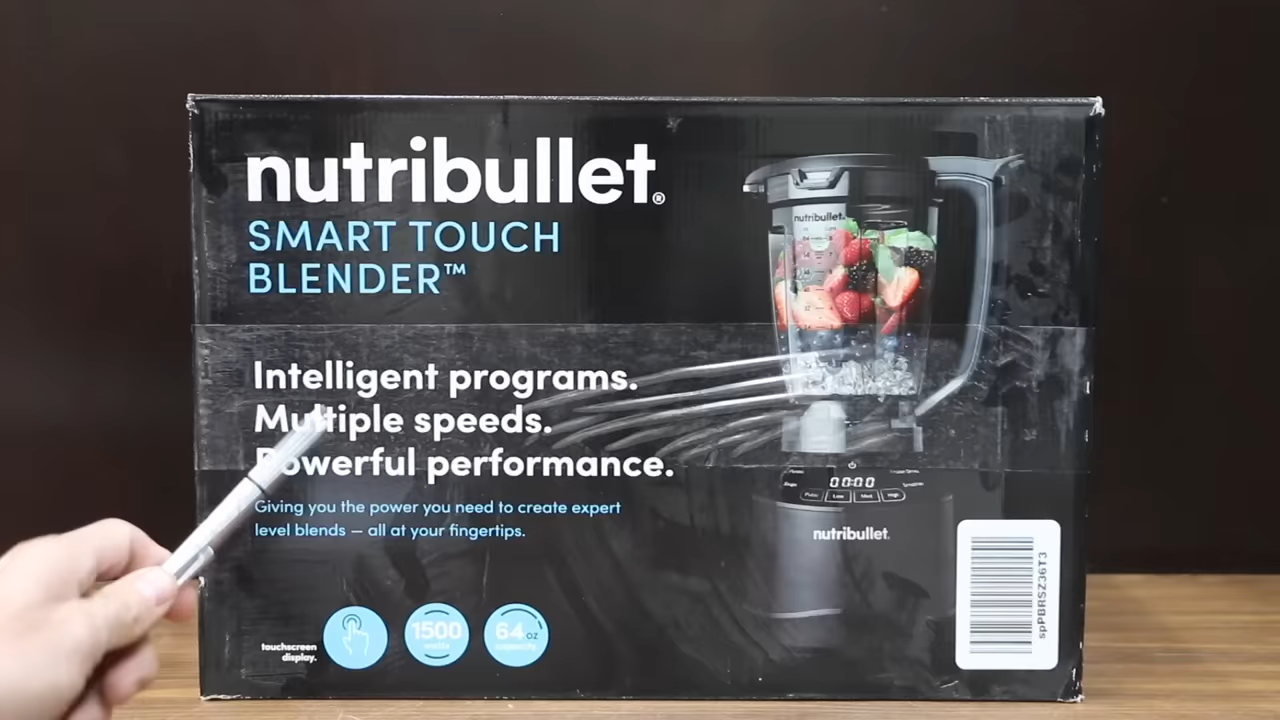 nutribullet®
SMART TOUCH
BLENDER™
nutribullet
Intelligent programs.
Multiple speeds.
Powerful performance.
Giving you the power you need to create expert
level blends – all at your fingertips.
00:00
Pulse Low Med High
nutribullet.
touchscreen
display.
1500
watts
64 oz
capacity
spPBRSZ36T3